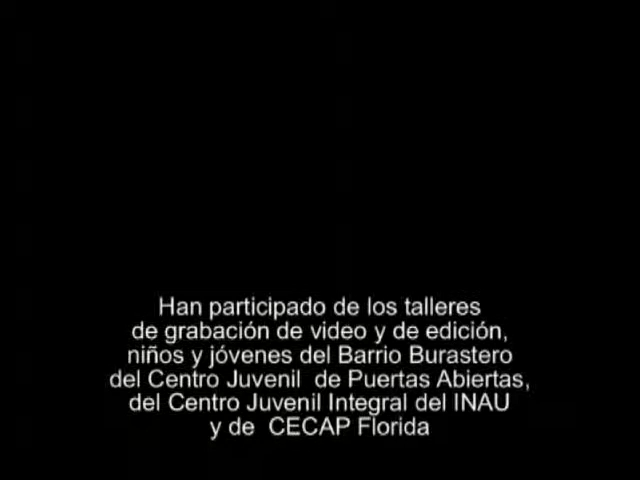 Han participado de los talleres
de grabación de video y de edición,
niños y jóvenes del Barrio Burastero
del Centro Juvenil de Puertas Abiertas,
del Centro Juvenil Integral del INAU
y de CECAP Florida